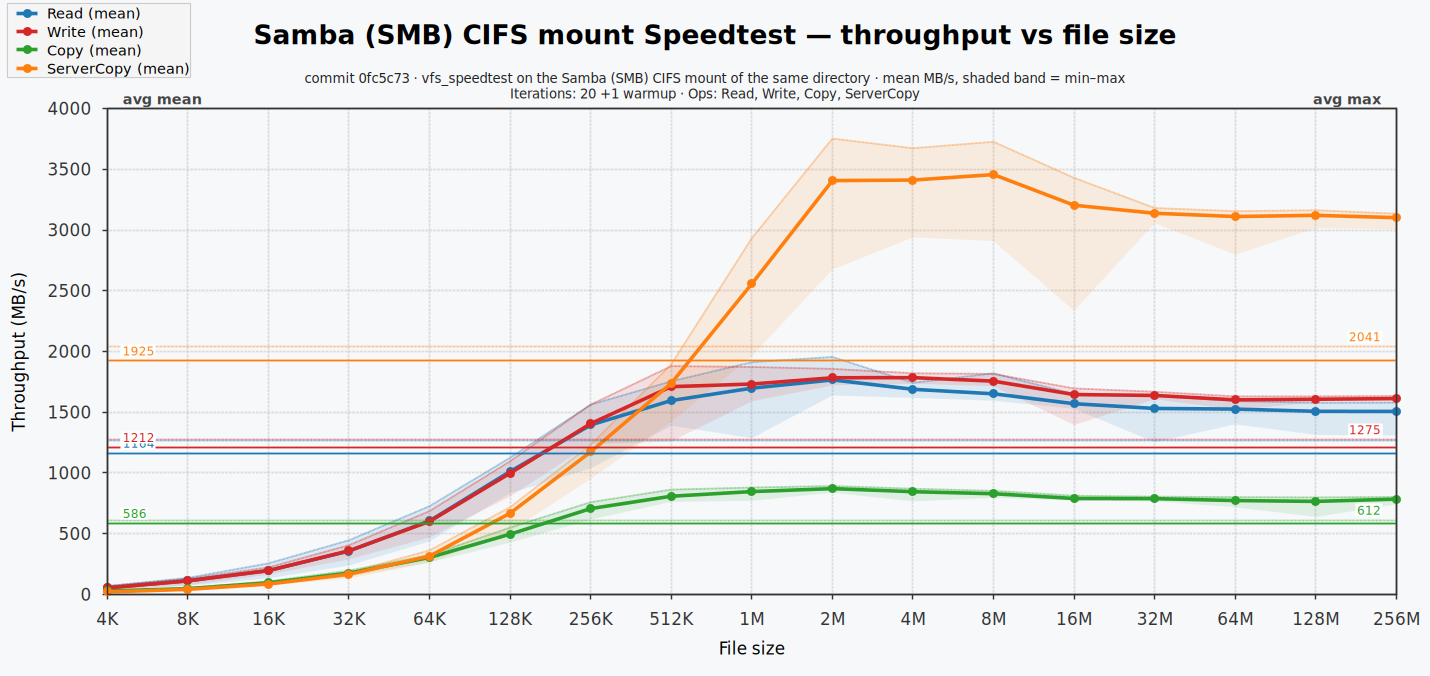 Read (mean)
Write (mean)
Copy (mean)
ServerCopy (mean)
Samba (SMB) CIFS mount Speedtest — throughput vs file size
commit 0fc5c73 · vfs_speedtest on the Samba (SMB) CIFS mount of the same directory · mean MB/s, shaded band = min–max
Iterations: 20 +1 warmup · Ops: Read, Write, Copy, ServerCopy
avg mean
avg max
4000
3500
3000
2500
2000
1500
1000
500
0
Throughput (MB/s)
1925
1212
586
2041
1275
612
4K 8K 16K 32K 64K 128K 256K 512K 1M 2M 4M 8M 16M 32M 64M 128M 256M
File size